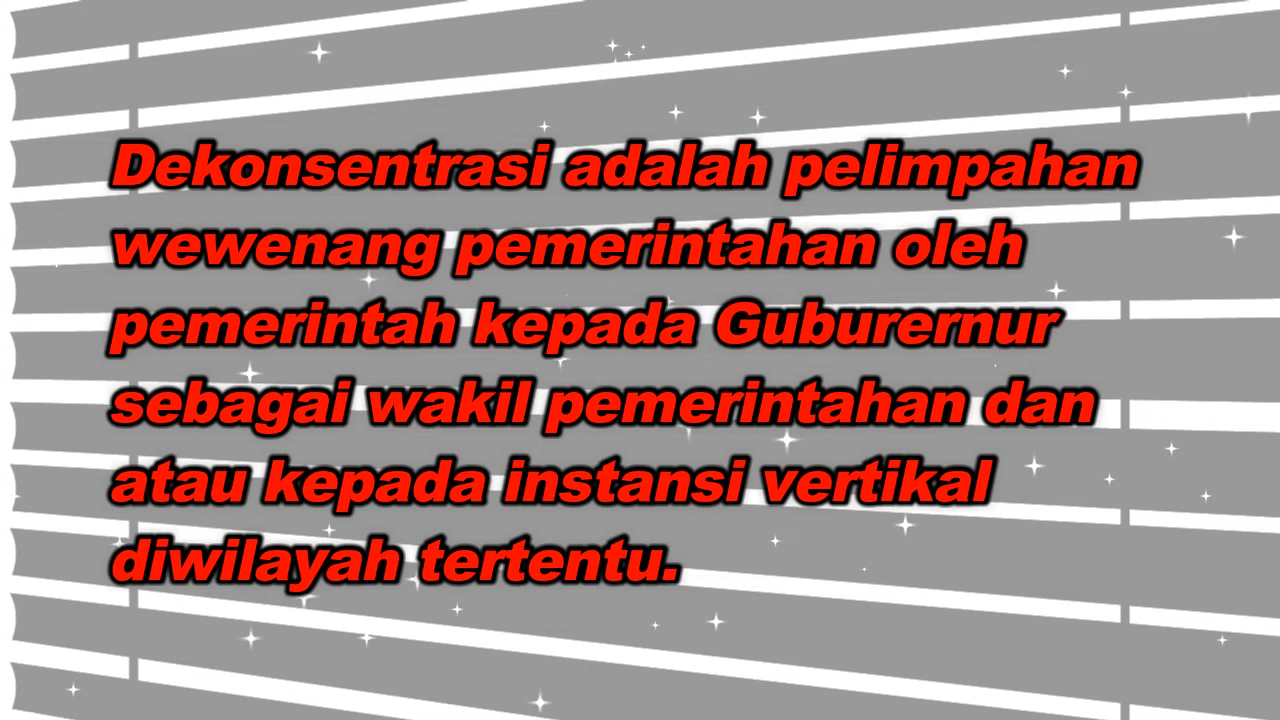 Dekonsentrasi adalah pelimpahan
wewenang pemerintahan oleh
pemerintah kepada Guburernur
sebagai wakil pemerintahan dan
atau kepada instansi vertikal
diwilayah tertentu.